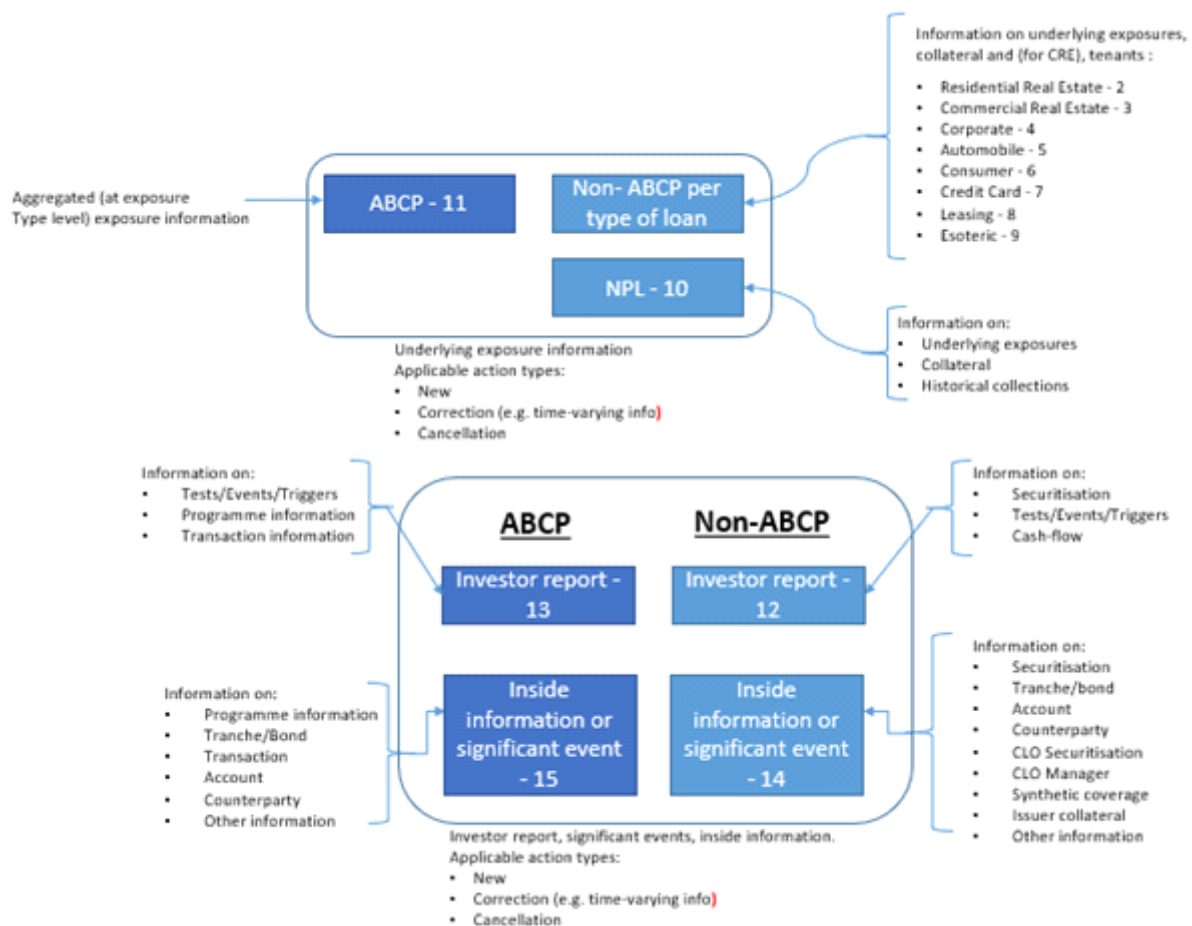 Information on underlying exposures,
collateral and (for CRE), tenants :
• Residential Real Estate - 2
• Commercial Real Estate - 3
• Corporate - 4
• Automobile - 5
• Consumer - 6
• Credit Card - 7
• Leasing - 8
• Esoteric - 9
Aggregated (at exposure
Type level) exposure information
ABCP - 11
Non- ABCP per
type of loan
NPL - 10
Information on:
• Underlying exposures
• Collateral
• Historical collections
Underlying exposure information
Applicable action types:
• New
• Correction (e.g. time-varying info)
• Cancellation
Information on:
• Tests/Events/Triggers
• Programme information
• Transaction information
ABCP
Non-ABCP
Information on:
• Securitisation
• Tests/Events/Triggers
• Cash-flow
Investor report -
13
Investor report -
12
Information on:
• Programme information
• Tranche/Bond
• Transaction
• Account
• Counterparty
• Other information
Inside
information or
significant event
- 15
Inside
information or
significant event
- 14
Information on:
• Securitisation
• Tranche/bond
• Account
• Counterparty
• CLO Securitisation
• CLO Manager
• Synthetic coverage
• Issuer collateral
• Other information
Investor report, significant events, inside information.
Applicable action types:
• New
• Correction (e.g. time-varying info)
• Cancellation